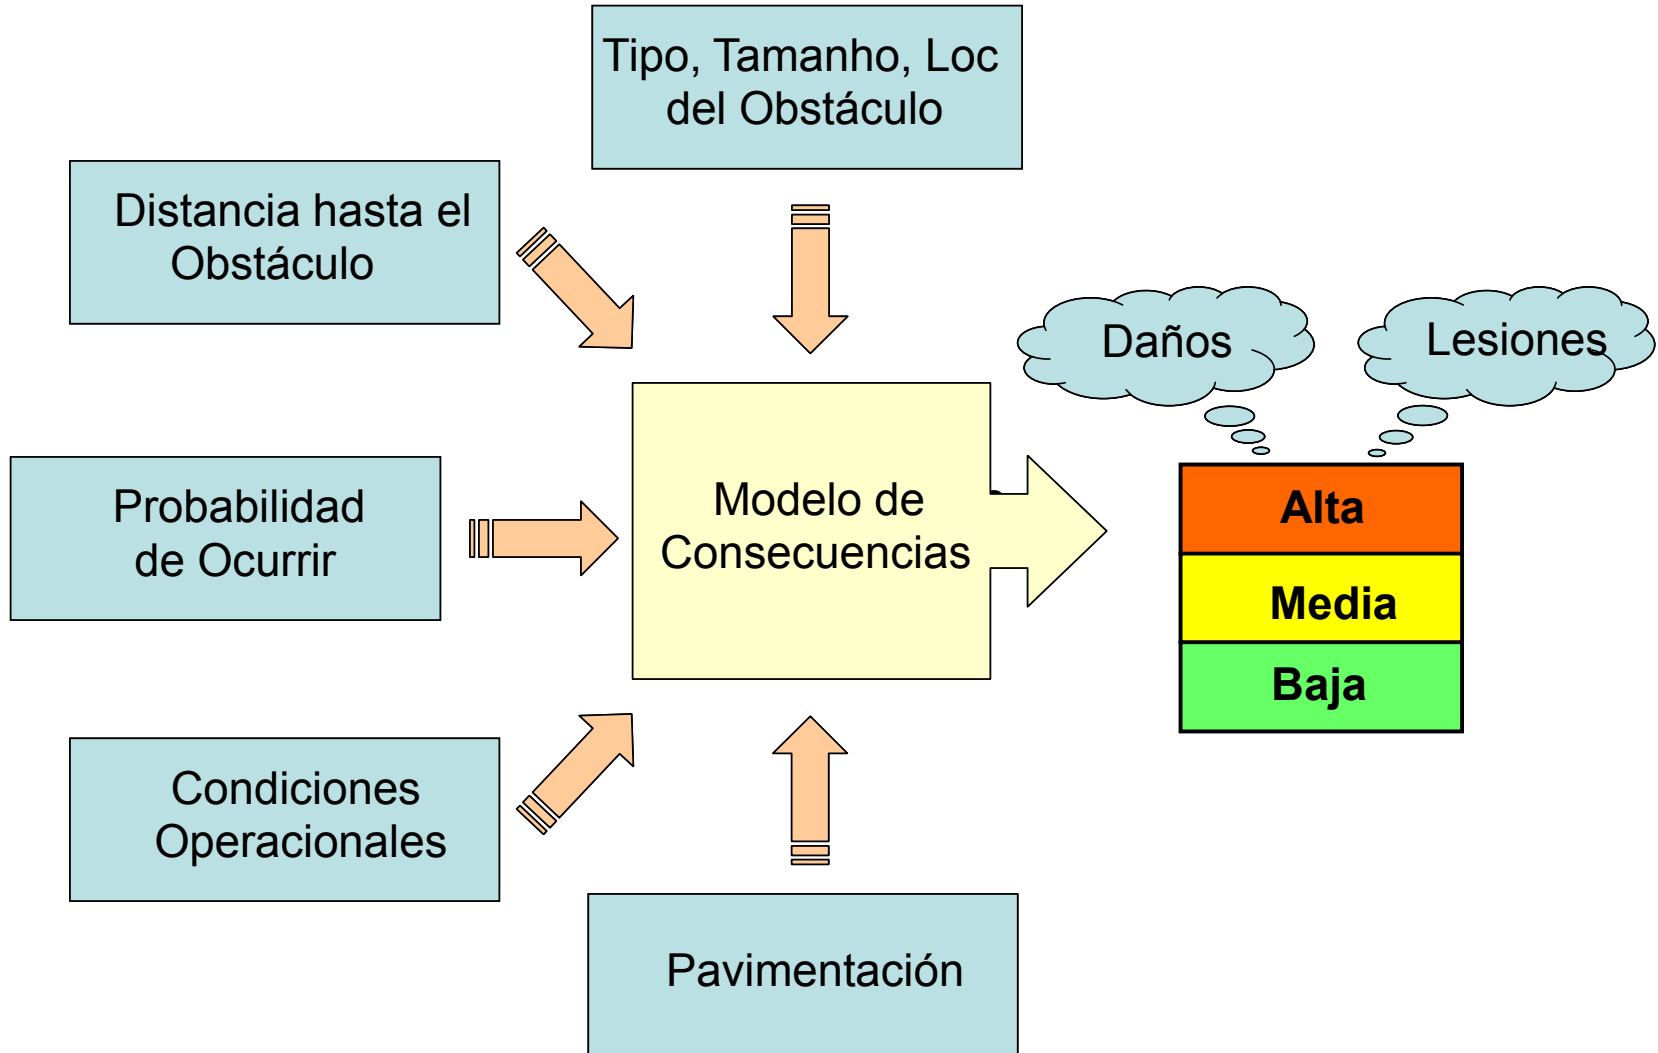 Tipo, Tamanho, Loc
del Obstáculo
Distancia hasta el
Obstáculo
Daños
Lesiones
Probabilidad
de Ocurrir
Modelo de
Consecuencias
Alta
Media
Baja
Condiciones
Operacionales
Pavimentación